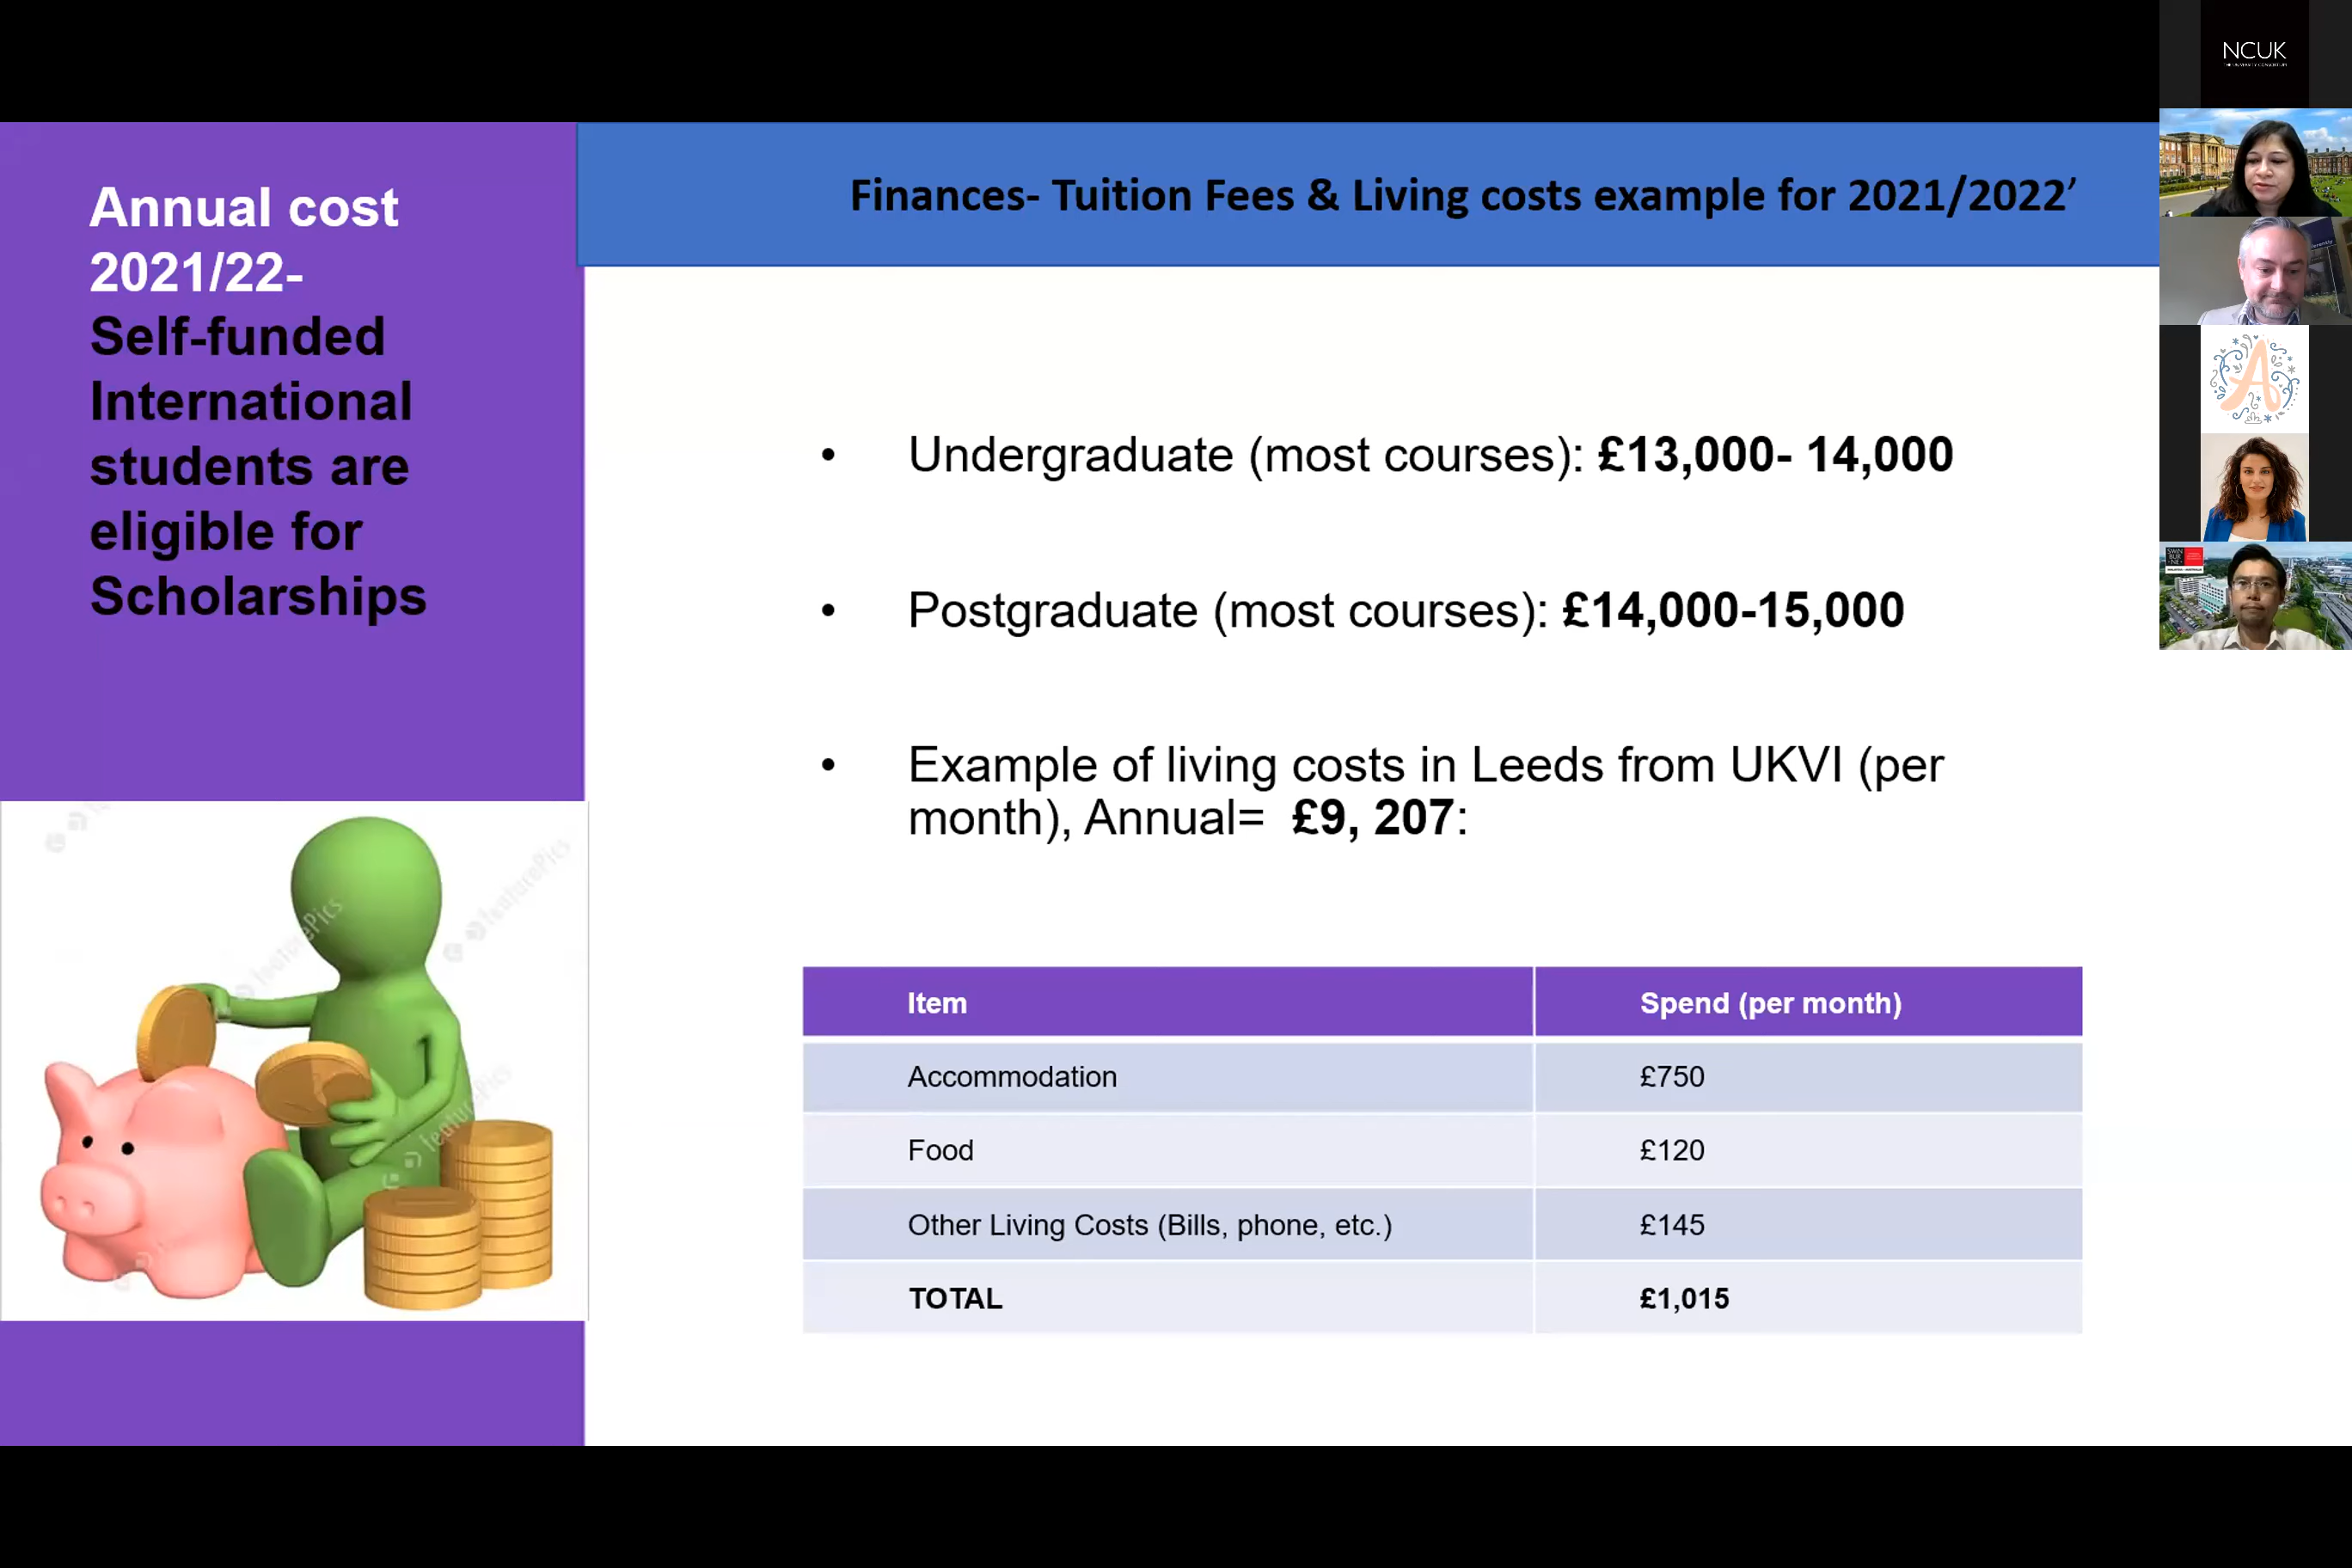 NCUK
Annual cost
2021/22-
Self-funded
International
students are
eligible for
Scholarships
Finances- Tuition Fees & Living costs example for 2021/2022’
• Undergraduate (most courses): £13,000- 14,000
• Postgraduate (most courses): £14,000-15,000
• Example of living costs in Leeds from UKVI (per
month), Annual= £9, 207:
Item Spend (per month)
Accommodation £750
Food £120
Other Living Costs (Bills, phone, etc.) £145
TOTAL £1,015
featurePics
featurePics
featurePics
A